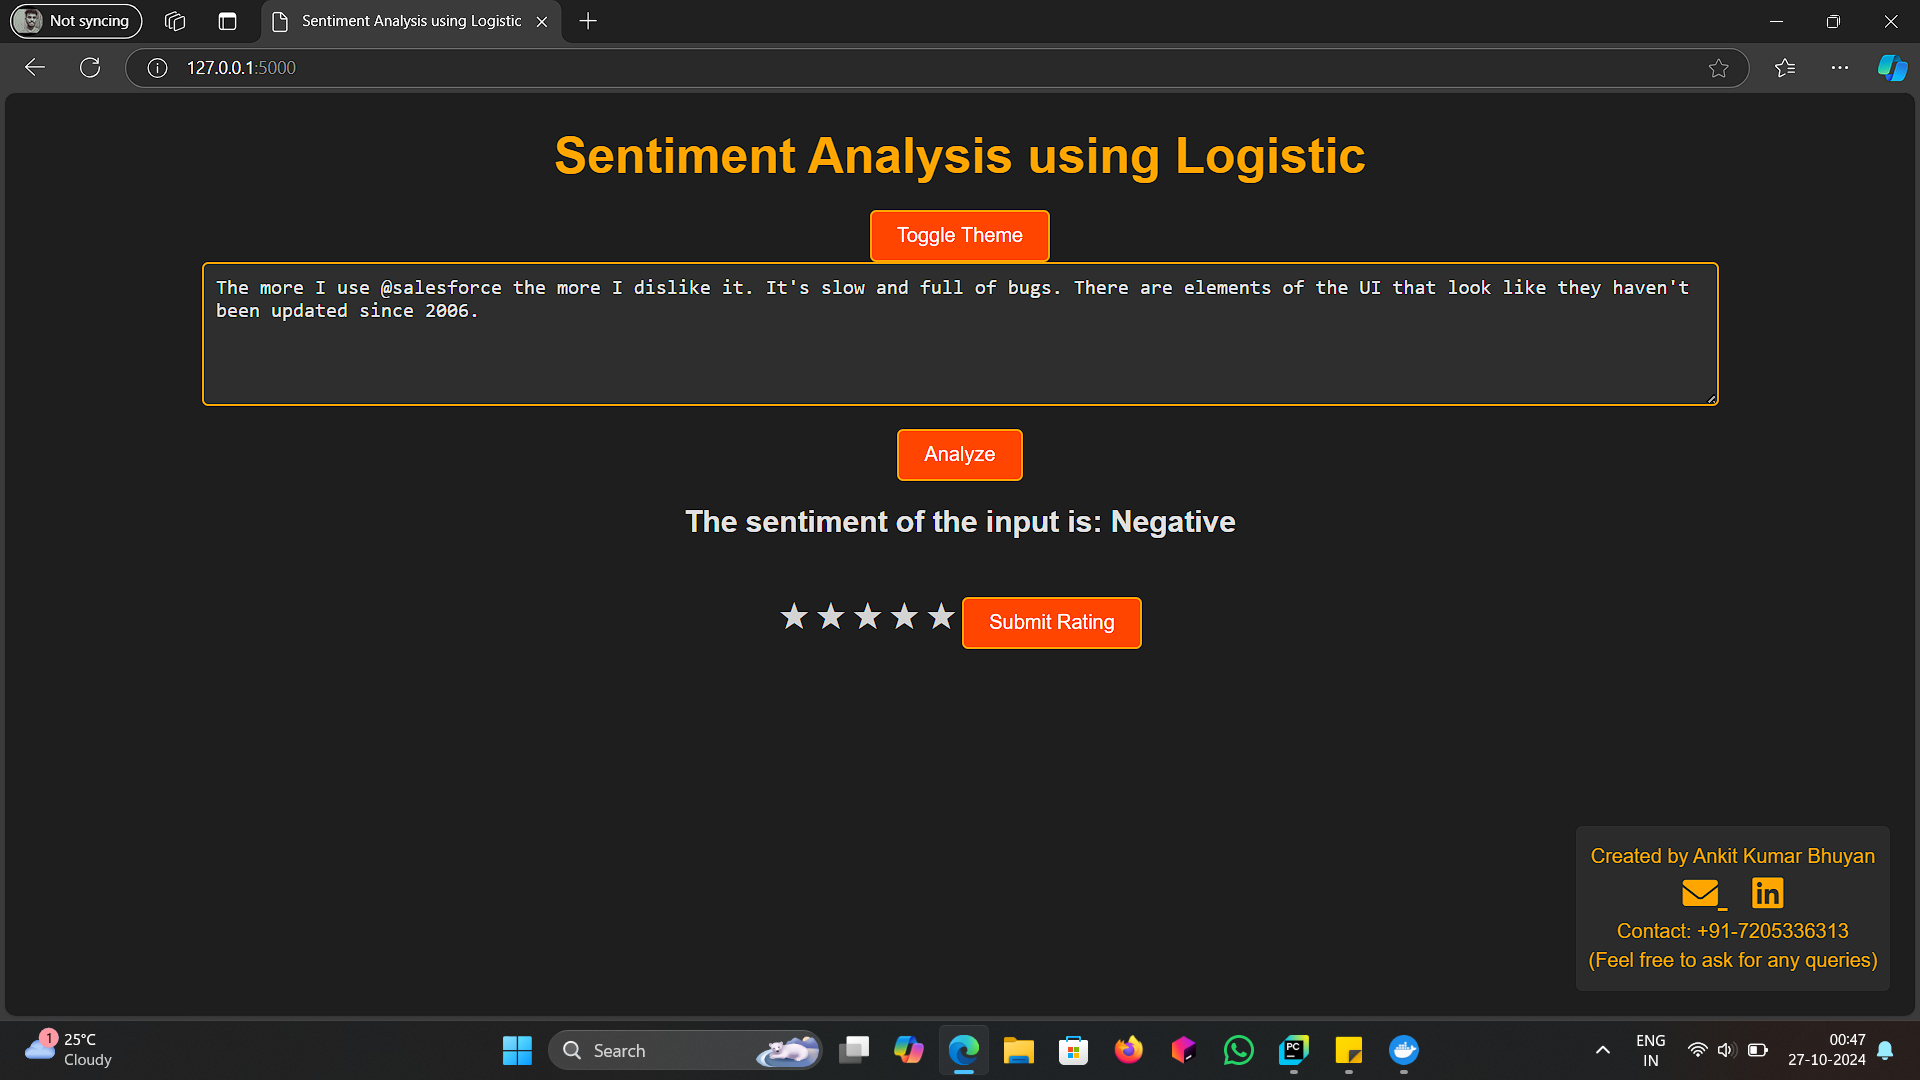 Not syncing
Sentiment Analysis using Logistic
127.0.0.1:5000
Sentiment Analysis using Logistic
Toggle Theme
The more I use @salesforce the more I dislike it. It's slow and full of bugs. There are elements of the UI that look like they haven't
been updated since 2006.
Analyze
The sentiment of the input is: Negative
★ ★ ★ ★ ★ Submit Rating
Created by Ankit Kumar Bhuyan
in
Contact: +91-7205336313
(Feel free to ask for any queries)
1
25°C
Cloudy
Search
PC
ENG
IN
00:47
27-10-2024